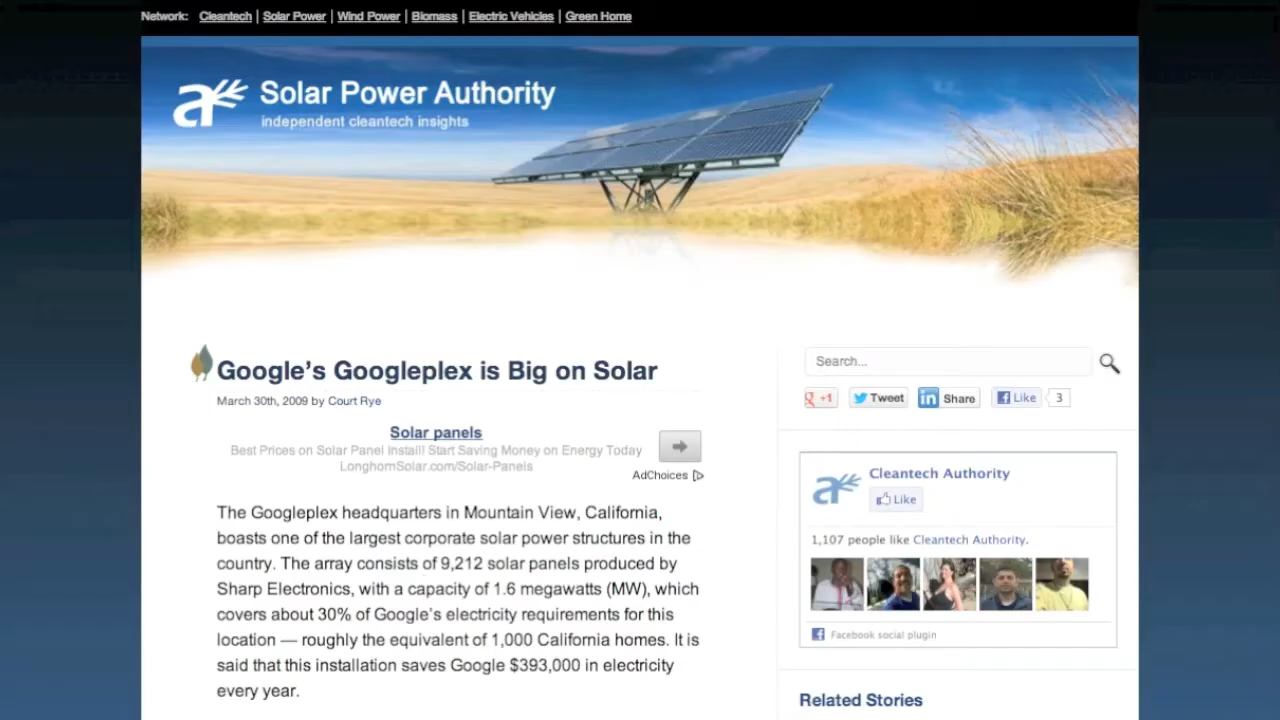 Network: Cleantech | Solar Power | Wind Power | Biomass | Electric Vehicles | Green Home
Solar Power Authority
independent cleantech insights
Google's Googleplex is Big on Solar
March 30th, 2009 by Court Rye
Solar panels
Best Prices on Solar Panel Install! Start Saving Money on Energy Today
LonghornSolar.com/Solar-Panels
AdChoices
The Googleplex headquarters in Mountain View, California,
boasts one of the largest corporate solar power structures in the
country. The array consists of 9,212 solar panels produced by
Sharp Electronics, with a capacity of 1.6 megawatts (MW), which
covers about 30% of Google's electricity requirements for this
location — roughly the equivalent of 1,000 California homes. It is
said that this installation saves Google $393,000 in electricity
every year.
Search...
+1 Tweet Share Like 3
Cleantech Authority
Like
1,107 people like Cleantech Authority.
Facebook social plugin
Related Stories